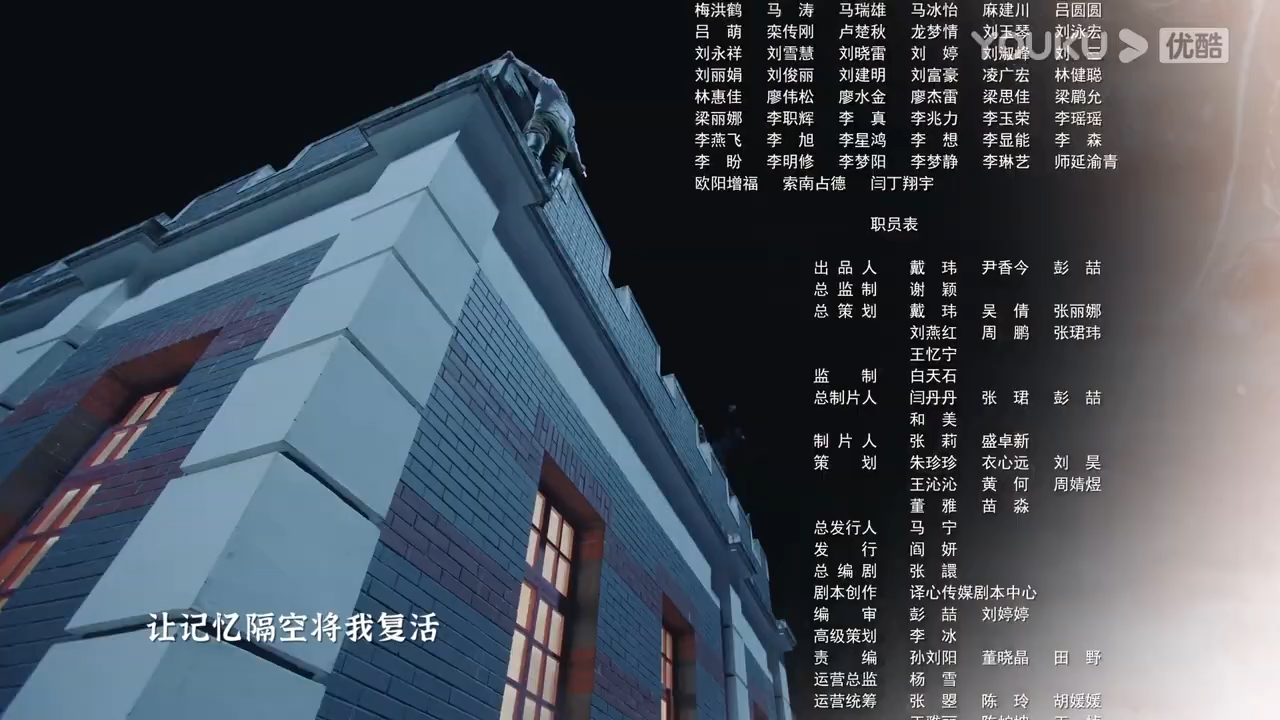 梅洪鹤 马 涛 马瑞雄 马冰怡 麻建川 吕圆圆
吕 萌 栾传刚 卢楚秋 龙梦情 刘玉琴 刘泳宏
刘永祥 刘雪慧 刘晓雷 刘 婷 刘淑峰 刘 三
YOUKU 优酷
刘丽娟 刘俊丽 刘建明 刘富豪 凌广宏 林健聪
林惠佳 廖伟松 廖水金 廖杰雷 梁思佳 梁鹏允
梁丽娜 李职辉 李 真 李兆力 李玉荣 李瑶瑶
李燕飞 李 旭 李星鸿 李 想 李显能 李 森
李 盼 李明修 李梦阳 李梦静 李琳艺 师延渝青
欧阳增福 索南占德 闫丁翔宇
职员表
出 品 人 戴 玮 尹香今 彭 喆
总 监 制 谢 颖
总 策 划 戴 玮 吴 倩 张丽娜
刘燕红 周 鹏 张珺玮
王忆宁
监 制 白天石
总制片人 闫丹丹 张 珺 彭 喆
和 美
制 片 人 张 莉 盛卓新
策 划 朱珍珍 衣心远 刘 昊
王沁沁 黄 何 周婧煜
董 雅 苗 淼
总发行人 马 宁
发 行 阎 妍
总 编 剧 张 譞
剧本创作 译心传媒剧本中心
编 审 彭 喆 刘婷婷
高级策划 李 冰
责 编 孙刘阳 董晓晶 田 野
运营总监 杨 雪
运营统筹 张 曌 陈 玲 胡媛媛
让记忆隔空将我复活